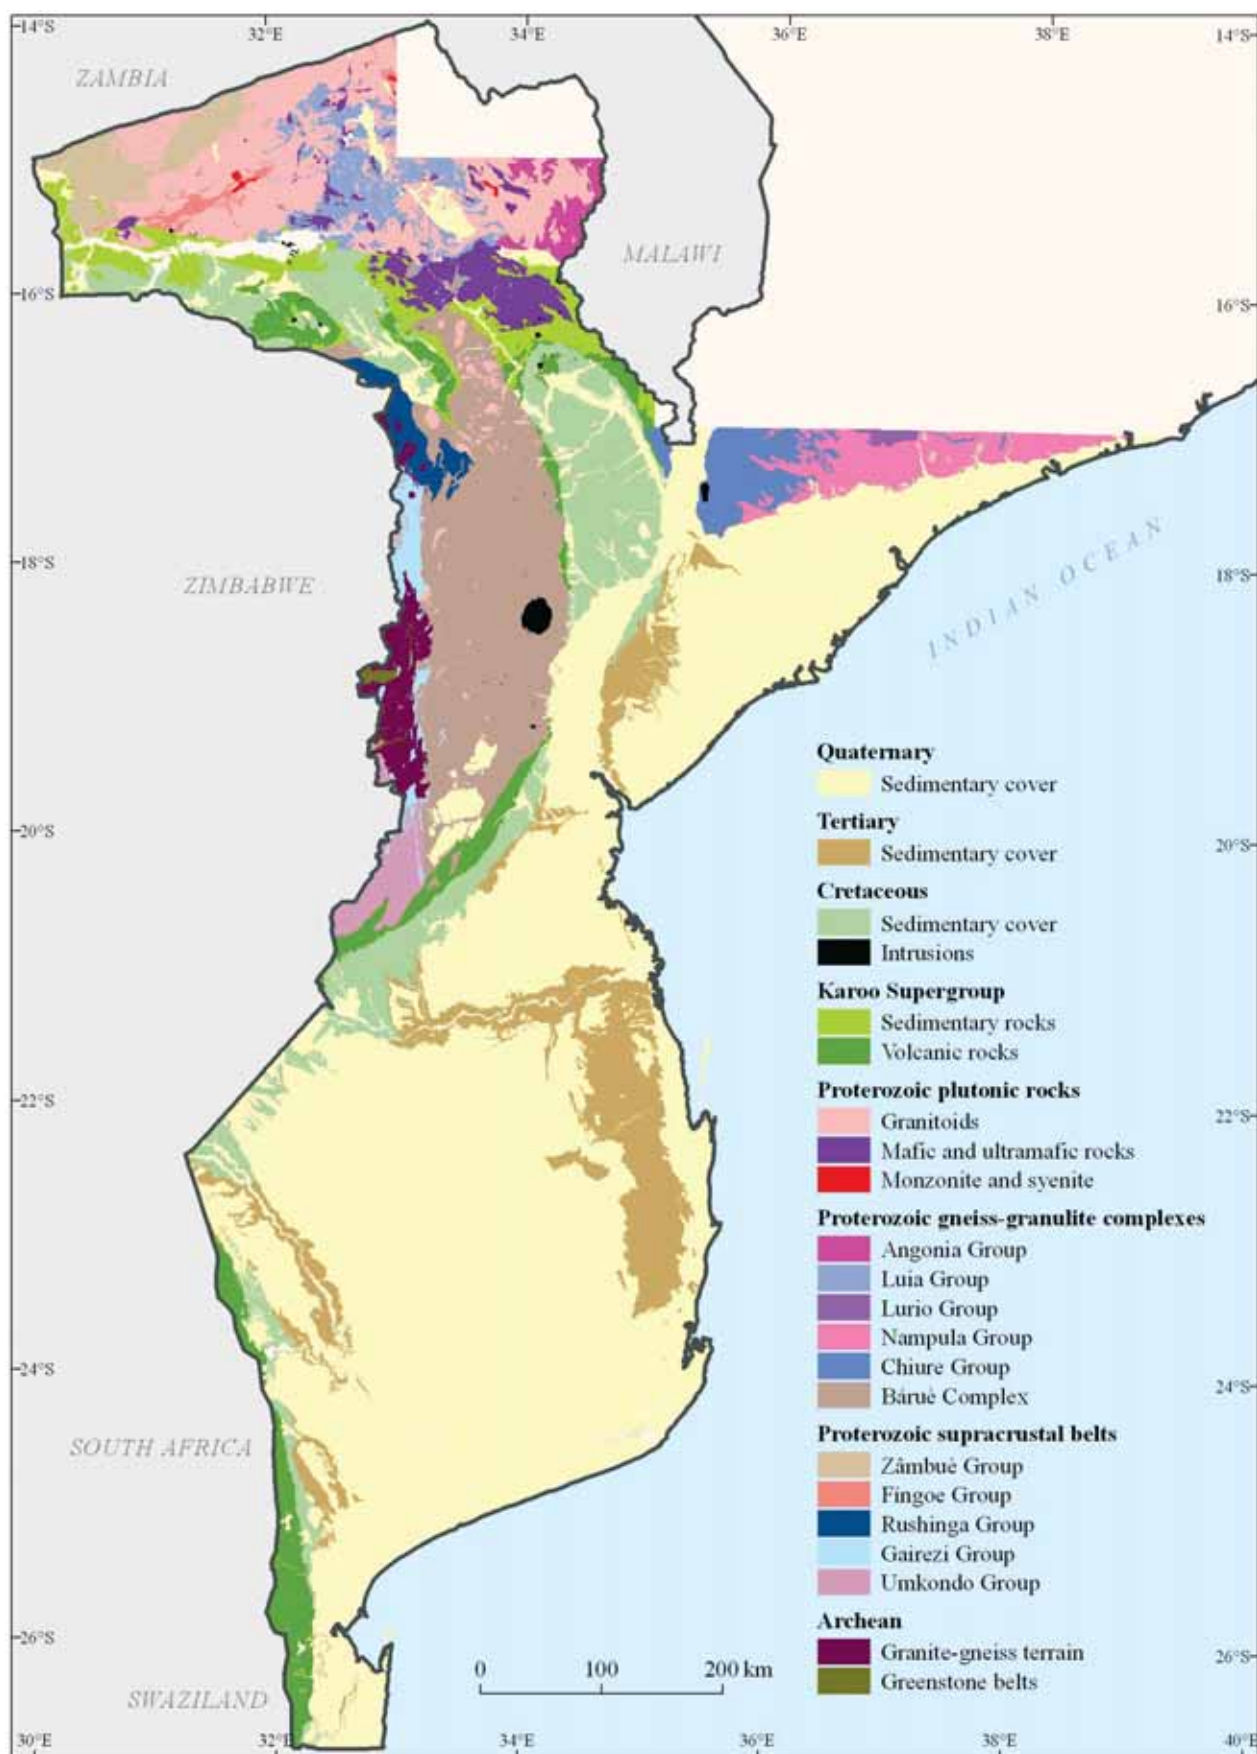 14°S
32°E
34°E
36°E
38°E
14°S
ZAMBIA
MALAWI
16°S
16°S
ZIMBABWE
18°S
18°S
INDIAN OCEAN
Quaternary
Sedimentary cover
Tertiary
20°S
20°S
Sedimentary cover
Cretaceous
Sedimentary cover
Intrusions
Karoo Supergroup
Sedimentary rocks
Volcanic rocks
Proterozoic plutonic rocks
22°S
22°S
Granitoids
Mafic and ultramafic rocks
Monzonite and syenite
Proterozoic gneiss-granulite complexes
Angonia Group
Luia Group
Lurio Group
Nampula Group
24°S
Chiure Group
24°S
Báruè Complex
Proterozoic supracrustal belts
SOUTH AFRICA
Zâmbuè Group
Fíngoe Group
Rushinga Group
Gairezi Group
Umkondo Group
Archean
26°S
Granite-gneiss terrain
26°S
0 100 200 km
Greenstone belts
SWAZILAND
30°E
32°E
34°E
36°E
38°E
40°E